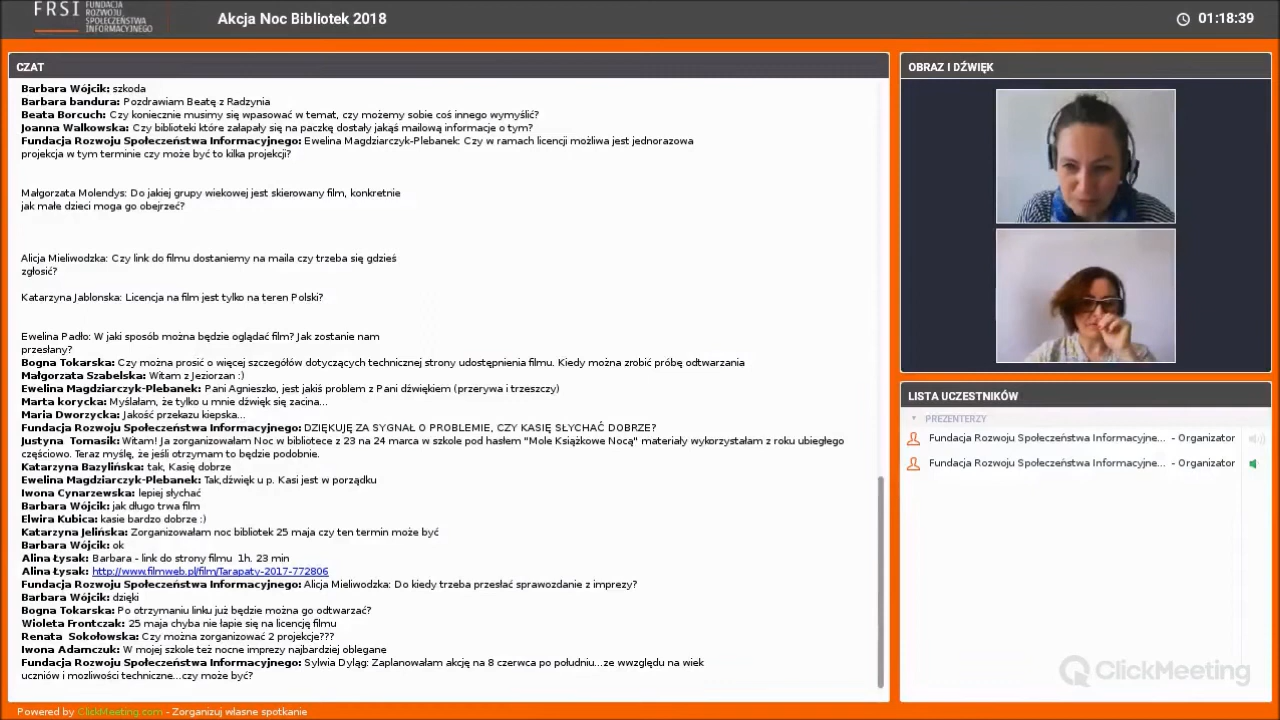 FRSI FUNDACJA
ROZWOJU
SPOŁECZEŃSTWA
INFORMACYJNEGO
Akcja Noc Bibliotek 2018
01:18:39
CZAT
Barbara Wójcik: szkoda
Barbara bandura: Pozdrawiam Beatę z Radzynia
Beata Borcuch: Czy koniecznie musimy się wpasować w temat, czy możemy sobie coś innego wymyślić?
Joanna Walkowska: Czy biblioteki które załapały się na paczkę dostały jakąś mailową informacje o tym?
Fundacja Rozwoju Społeczeństwa Informacyjnego: Ewelina Magdziarczyk-Plebanek: Czy w ramach licencji możliwa jest jednorazowa
projekcja w tym terminie czy może być to kilka projekcji?
Małgorzata Molendys: Do jakiej grupy wiekowej jest skierowany film, konkretnie
jak małe dzieci moga go obejrzeć?
Alicja Mieliwodzka: Czy link do filmu dostaniemy na maila czy trzeba się gdzieś
zgłosić?
Katarzyna Jablonska: Licencja na film jest tylko na teren Polski?
Ewelina Padło: W jaki sposób można będzie oglądać film? Jak zostanie nam
przesłany?
Bogna Tokarska: Czy można prosić o więcej szczegółów dotyczących technicznej strony udostępnienia filmu. Kiedy można zrobić próbę odtwarzania
Małgorzata Szabelska: Witam z Jezioran :)
Ewelina Magdziarczyk-Plebanek: Pani Agnieszko, jest jakiś problem z Pani dźwiękiem (przerywa i trzeszczy)
Marta korycka: Myślałam, że tylko u mnie dźwięk się zacina...
Maria Dworzycka: Jakość przekazu kiepska...
Fundacja Rozwoju Społeczeństwa Informacyjnego: DZIĘKUJĘ ZA SYGNAŁ O PROBLEMIE, CZY KASIĘ SŁYCHAĆ DOBRZE?
Justyna Tomasik: Witam! Ja zorganizowałam Noc w bibliotece z 23 na 24 marca w szkole pod hasłem "Mole Książkowe Nocą" materiały wykorzystałam z roku ubiegłego
częściowo. Teraz myślę, że jeśli otrzymam to będzie podobnie.
Katarzyna Bazylińska: tak, Kasię dobrze
Ewelina Magdziarczyk-Plebanek: Tak,dźwięk u p. Kasi jest w porządku
Iwona Cynarzewska: lepiej słychać
Barbara Wójcik: jak długo trwa film
Elwira Kubica: kasie bardzo dobrze :)
Katarzyna Jelińska: Zorganizowałam noc bibliotek 25 maja czy ten termin może być
Barbara Wójcik: ok
Alina Łysak: Barbara - link do strony filmu 1h. 23 min
Alina Łysak: http://www.filmweb.pl/film/Tarapaty-2017-772806
Fundacja Rozwoju Społeczeństwa Informacyjnego: Alicja Mieliwodzka: Do kiedy trzeba przesłać sprawozdanie z imprezy?
Barbara Wójcik: dzięki
Bogna Tokarska: Po otrzymaniu linku już będzie można go odtwarzać?
Wioleta Frontczak: 25 maja chyba nie łapie się na licencję filmu
Renata Sokołowska: Czy można zorganizować 2 projekcje???
Iwona Adamczuk: W mojej szkole też nocne imprezy najbardziej oblegane
Fundacja Rozwoju Społeczeństwa Informacyjnego: Sylwia Dyląg: Zaplanowałam akcję na 8 czerwca po południu...ze wwzględu na wiek
uczniów i mozliwości techniczne...czy może być?
OBRAZ I DŹWIĘK
LISTA UCZESTNIKÓW
PREZENTERZY
Fundacja Rozwoju Społeczeństwa Informacyjne... - Organizator
Fundacja Rozwoju Społeczeństwa Informacyjne... - Organizator
ClickMeeting
Powered by ClickMeeting.com - Zorganizuj własne spotkanie